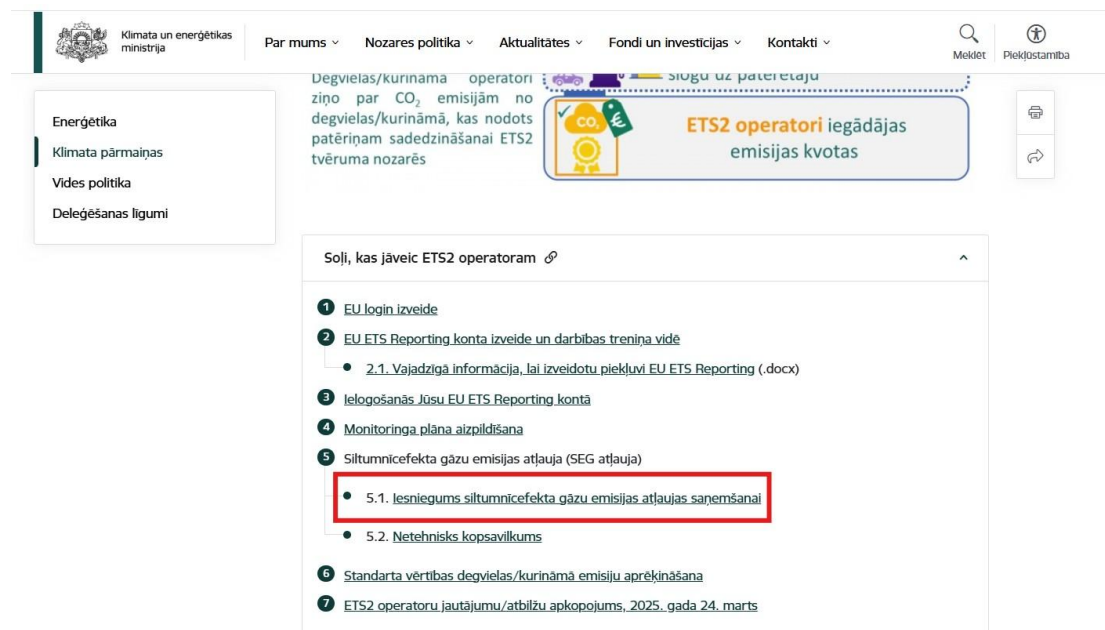 Klimata un enerģētikas
ministrija
Par mums
Nozares politika
Aktualitātes
Fondi un investīcijas
Kontakti
Meklēt
Piekļūstamība
Enerģētika
Klimata pārmaiņas
Vides politika
Deleģēšanas līgumi
Degvielas/kurināmā operatori
ziņo par CO₂ emisijām no
degvielas/kurināmā, kas nodots
patēriņam sadedzināšanai ETS2
tvēruma nozarēs
slogu uz patērētāju
CO₂
€
ETS2 operatori iegādājas
emisijas kvotas
Soļi, kas jāveic ETS2 operatoram
1 EU login izveide
2 EU ETS Reporting konta izveide un darbības treniņa vidē
2.1. Vajadzīgā informācija, lai izveidotu piekļuvi EU ETS Reporting (.docx)
3 Ielogošanās Jūsu EU ETS Reporting kontā
4 Monitoringa plāna aizpildīšana
5 Siltumnīcefekta gāzu emisijas atļauja (SEG atļauja)
5.1. Iesniegums siltumnīcefekta gāzu emisijas atļaujas saņemšanai
5.2. Netehnisks kopsavilkums
6 Standarta vērtības degvielas/kurināmā emisiju aprēķināšana
7 ETS2 operatoru jautājumu/atbilžu apkopojums, 2025. gada 24. marts